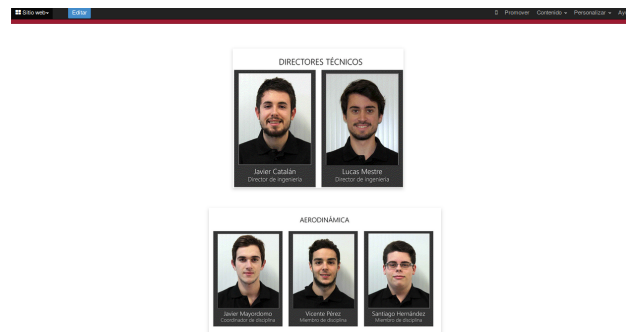 Sitio web
Editar
Promover Contenido Personalizar Ay
DIRECTORES TÉCNICOS
Javier Catalán
Director de ingeniería
Lucas Mestre
Director de ingeniería
AERODINÁMICA
Javier Mayordomo
Coordinador de disciplina
Vicente Pérez
Miembro de disciplina
Santiago Hernández
Miembro de disciplina